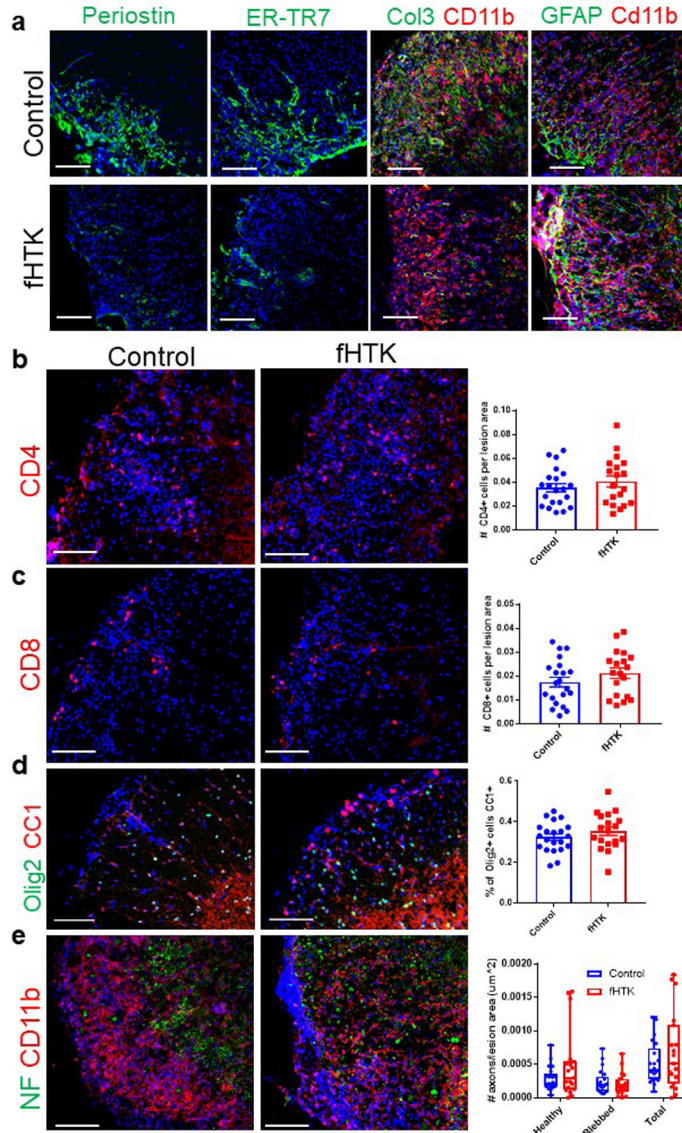 a
Periostin ER-TR7 Col3 CD11b GFAP Cd11b
Control
fHTK
b
Control fHTK
CD4
# CD4+ cells per lesion area
0.10
0.08
0.06
0.04
0.02
0.00
Control fHTK
c
CD8
# CD8+ cells per lesion area
0.05
0.04
0.03
0.02
0.01
0.00
Control fHTK
d
Olig2 CC1
% of Olig2+ cells CC1+
0.6
0.4
0.2
0.0
Control fHTK
e
NF CD11b
# axons/lesion area (um^2)
0.0020
0.0015
0.0010
0.0005
0.0000
Control
fHTK
Healthy Blebbed Total